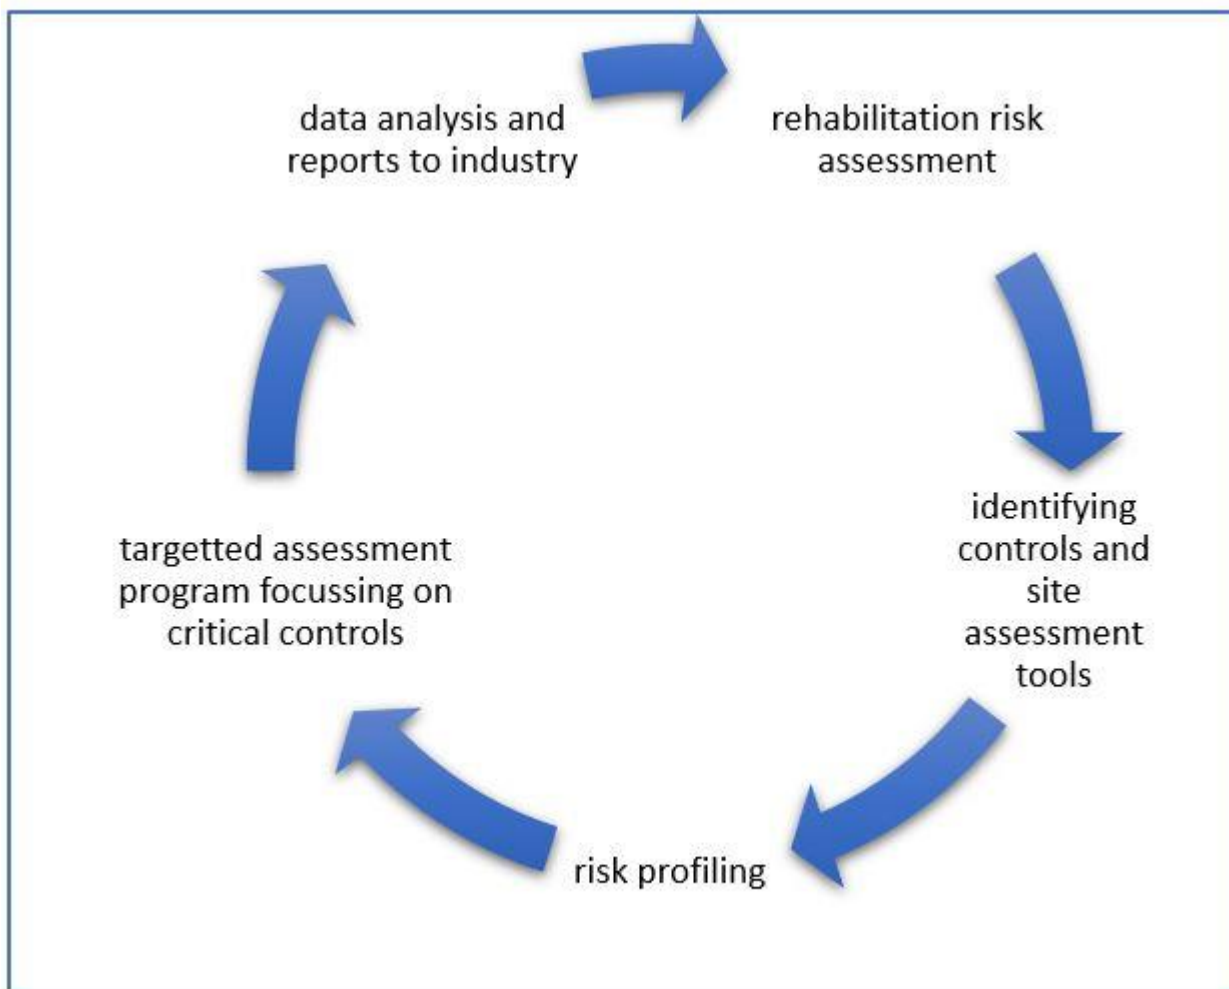 data analysis and
reports to industry
rehabilitation risk
assessment
identifying
controls and
site
assessment
tools
risk profiling
targetted assessment
program focussing on
critical controls